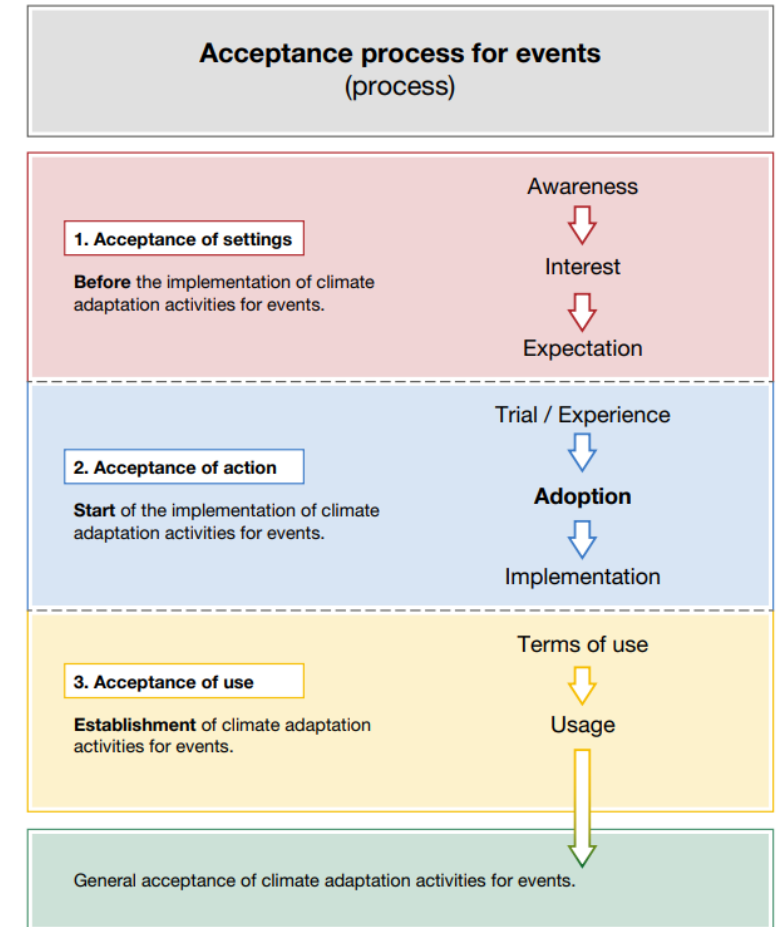 Acceptance process for events
(process)
1. Acceptance of settings
Before the implementation of climate
adaptation activities for events.
Awareness
Interest
Expectation
2. Acceptance of action
Start of the implementation of climate
adaptation activities for events.
Trial / Experience
Adoption
Implementation
3. Acceptance of use
Establishment of climate adaptation
activities for events.
Terms of use
Usage
General acceptance of climate adaptation activities for events.